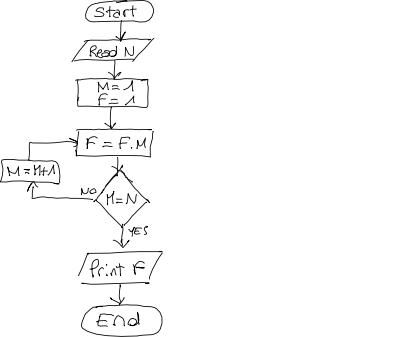 Start
Read N
M=1
F=1
F=F.M
M=M+1
NO
M=N
YES
Print F
End